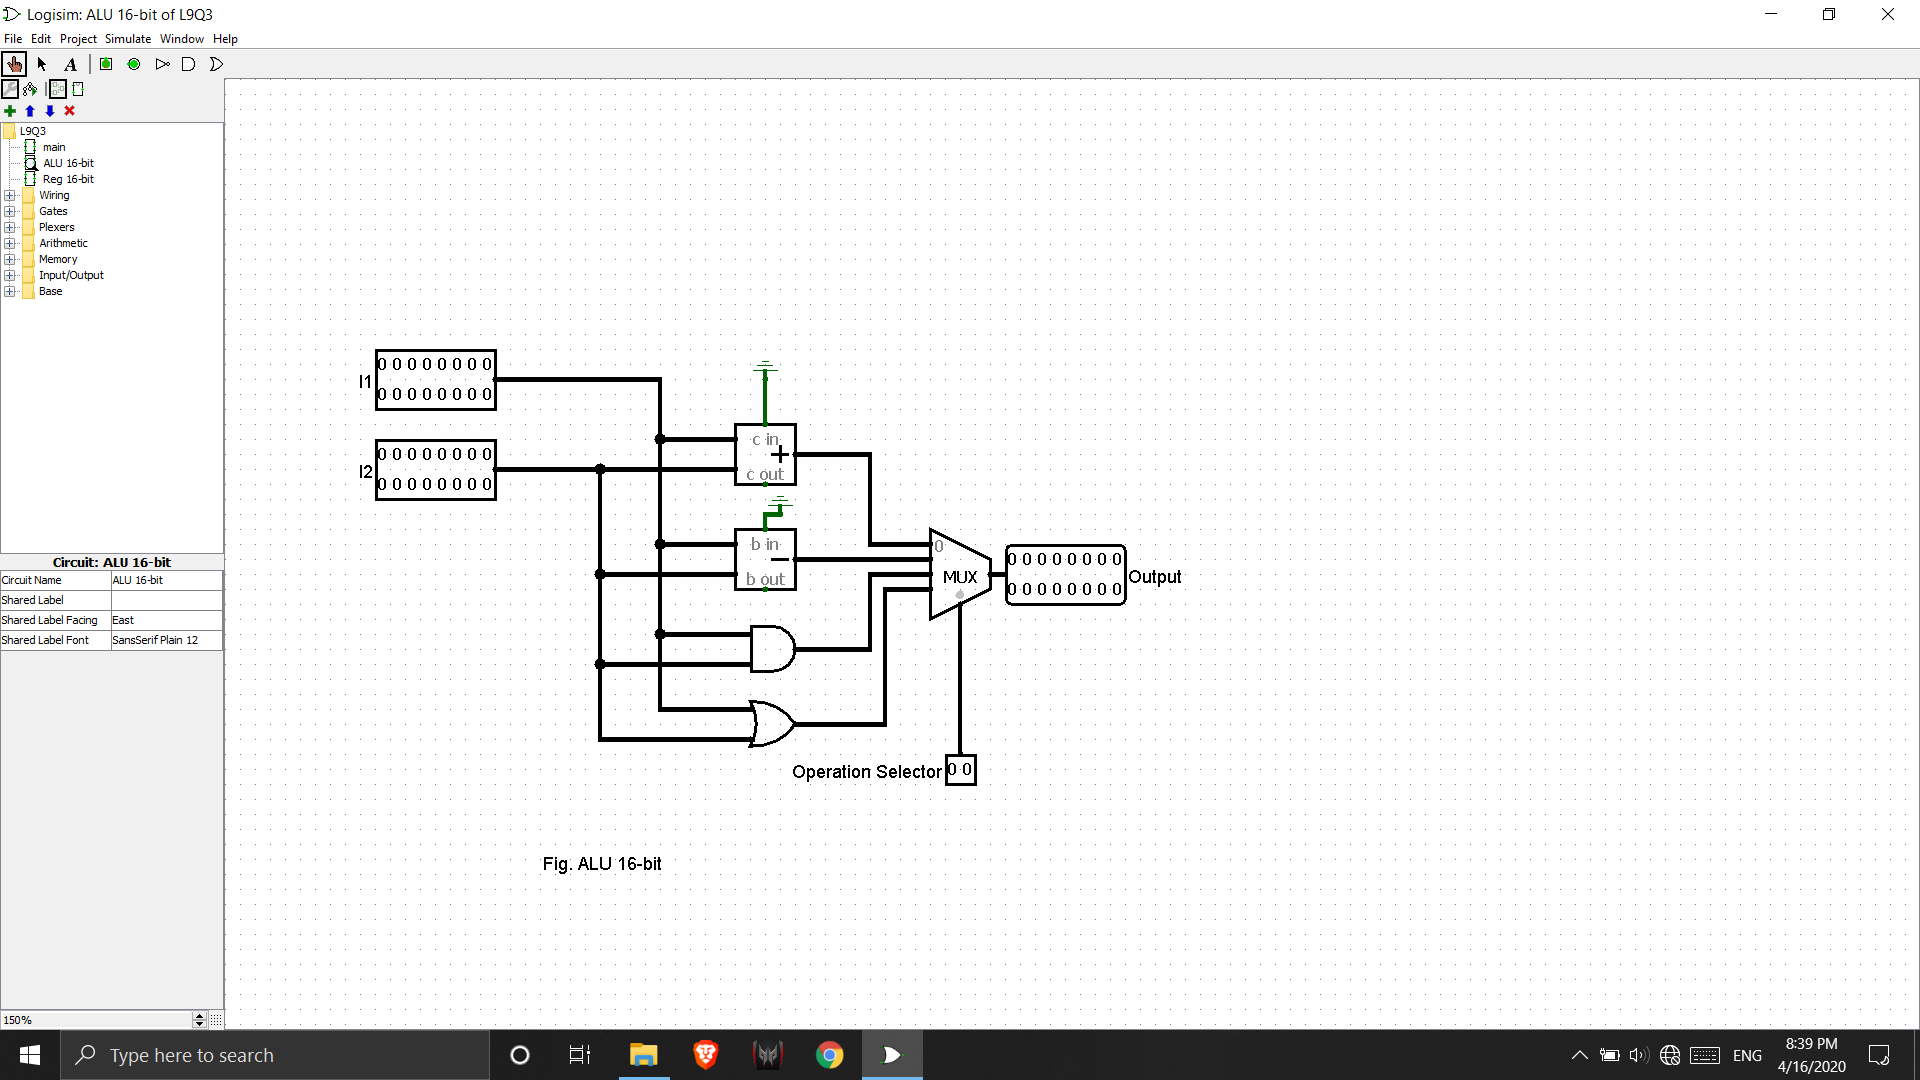 Logisim: ALU 16-bit of L9Q3
File Edit Project Simulate Window Help
A
L9Q3
main
ALU 16-bit
Reg 16-bit
Wiring
Gates
Plexers
Arithmetic
Memory
Input/Output
Base
Circuit: ALU 16-bit
Circuit Name ALU 16-bit
Shared Label
Shared Label Facing East
Shared Label Font SansSerif Plain 12
150%
I1
0 0 0 0 0 0 0 0
0 0 0 0 0 0 0 0
I2
0 0 0 0 0 0 0 0
0 0 0 0 0 0 0 0
c in
+
c out
b in
−
b out
0
MUX
0 0 0 0 0 0 0 0
0 0 0 0 0 0 0 0
Output
Operation Selector 0 0
Fig. ALU 16-bit
Type here to search
ENG
8:39 PM
4/16/2020